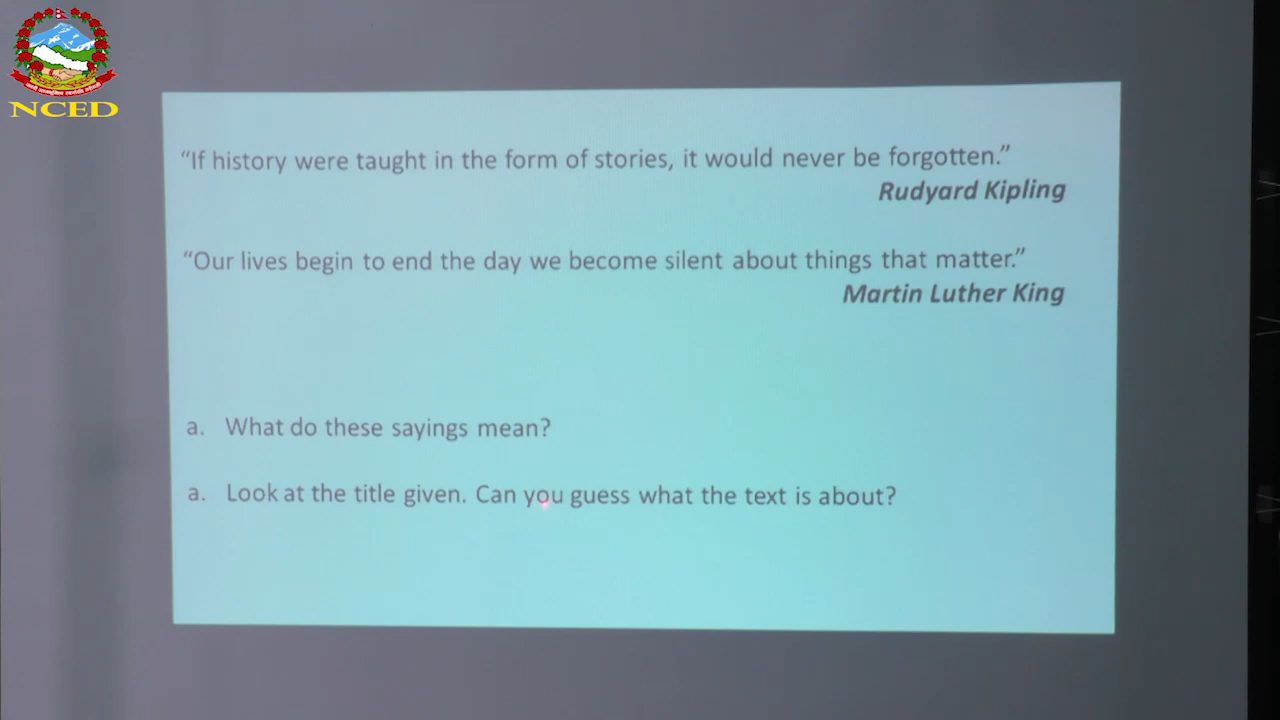 NCED
“If history were taught in the form of stories, it would never be forgotten.”
Rudyard Kipling
“Our lives begin to end the day we become silent about things that matter.”
Martin Luther King
a. What do these sayings mean?
a. Look at the title given. Can you guess what the text is about?